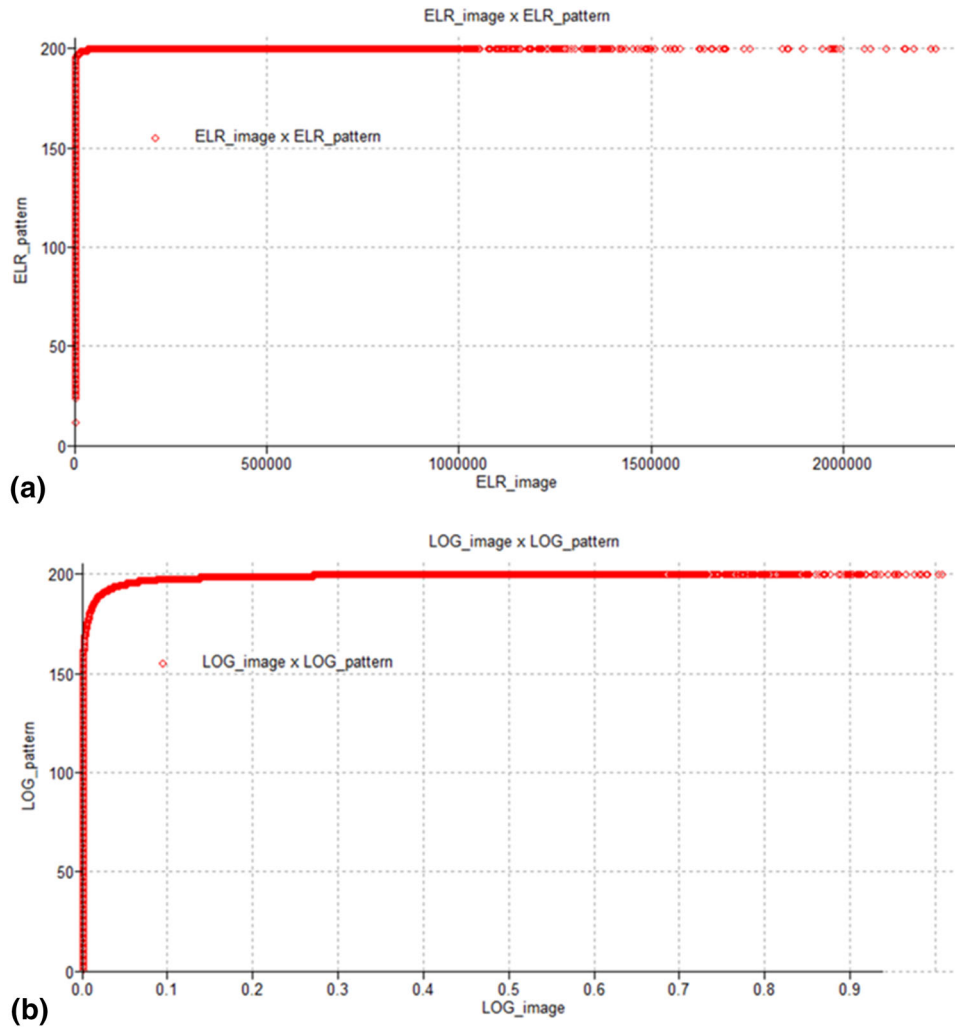 ELR_image x ELR_pattern
200
150
100
50
0
ELR_pattern
ELR_image x ELR_pattern
0 500000 1000000 1500000 2000000
ELR_image
(a)
LOG_image x LOG_pattern
200
150
100
50
0
LOG_pattern
LOG_image x LOG_pattern
0.0 0.1 0.2 0.3 0.4 0.5 0.6 0.7 0.8 0.9
LOG_image
(b)